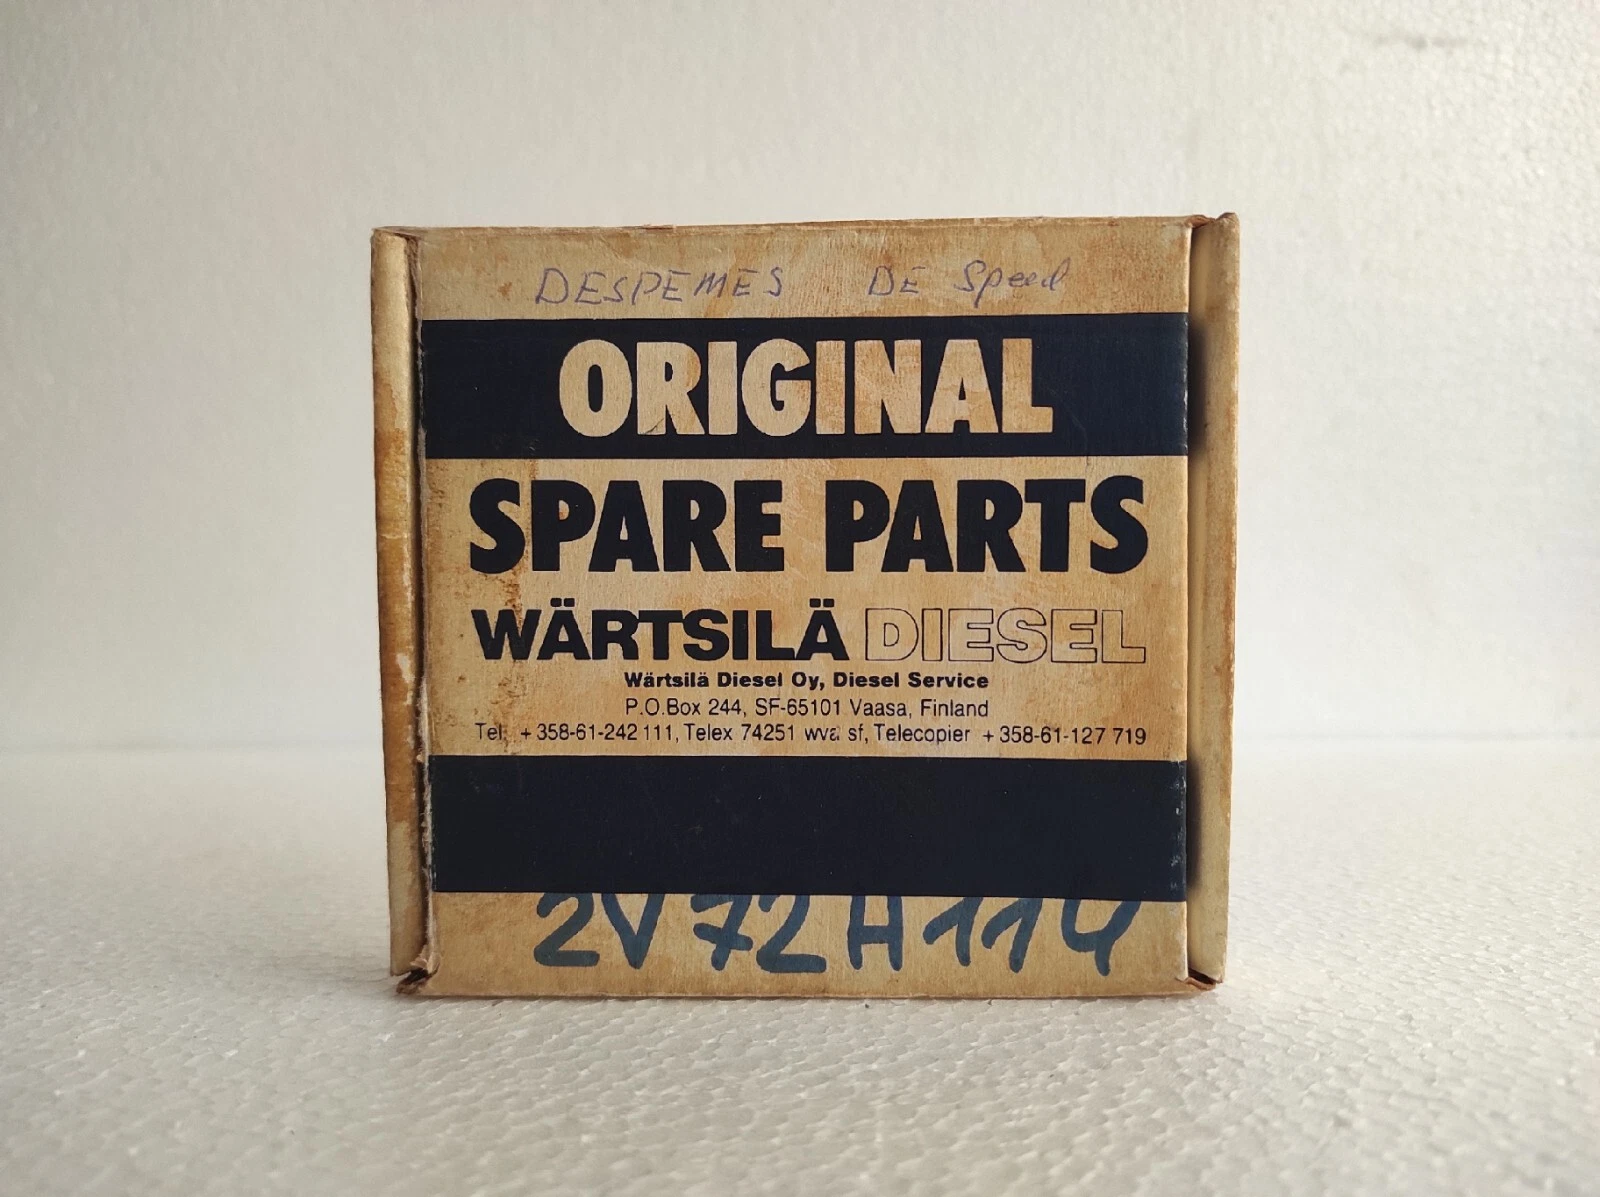 DESPEMES DE Speed
ORIGINAL
SPARE PARTS
WÄRTSILÄ DIESEL
Wärtsilä Diesel Oy, Diesel Service
P.O.Box 244, SF-65101 Vaasa, Finland
Tel. +358-61-242 111, Telex 74251 wva sf, Telecopier +358-61-127 719
2V72A114